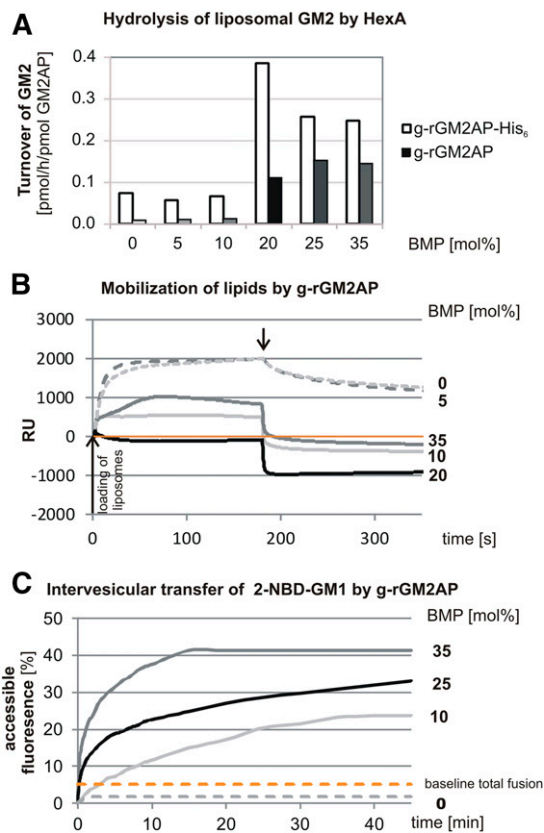 A
Hydrolysis of liposomal GM2 by HexA
Turnover of GM2
[pmol/h/pmol GM2AP]
0.4
0.3
0.2
0.1
0.0
0 5 10 20 25 35
BMP [mol%]
g-rGM2AP-His6
g-rGM2AP
B
Mobilization of lipids by g-rGM2AP
BMP [mol%]
RU
3000
2000
1000
0
-1000
-2000
loading of
liposomes
0
5
35
10
20
0 100 200 300
time [s]
C
Intervesicular transfer of 2-NBD-GM1 by g-rGM2AP
BMP [mol%]
accessible
fluoresence [%]
50
40
30
20
10
0
35
25
10
baseline total fusion
0
0 10 20 30 40
time [min]